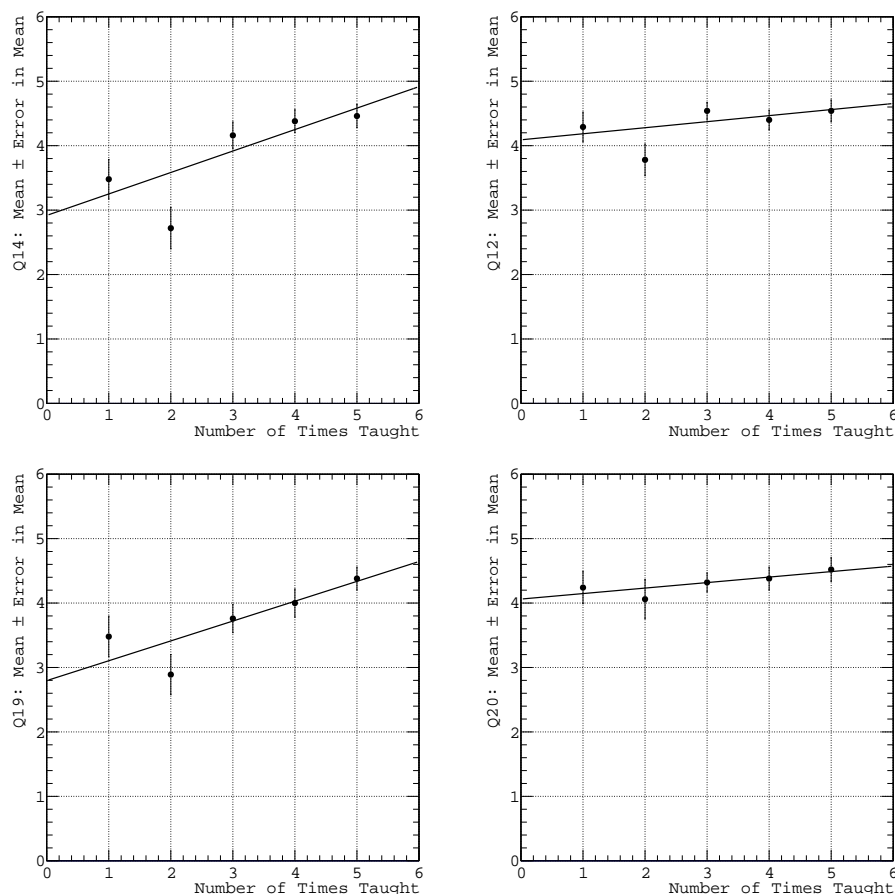 Q14: Mean ± Error in Mean
6
5
4
3
2
1
0
0 1 2 3 4 5 6
Number of Times Taught
Q12: Mean ± Error in Mean
6
5
4
3
2
1
0
0 1 2 3 4 5 6
Number of Times Taught
Q19: Mean ± Error in Mean
6
5
4
3
2
1
0
0 1 2 3 4 5 6
Number of Times Taught
Q20: Mean ± Error in Mean
6
5
4
3
2
1
0
0 1 2 3 4 5 6
Number of Times Taught